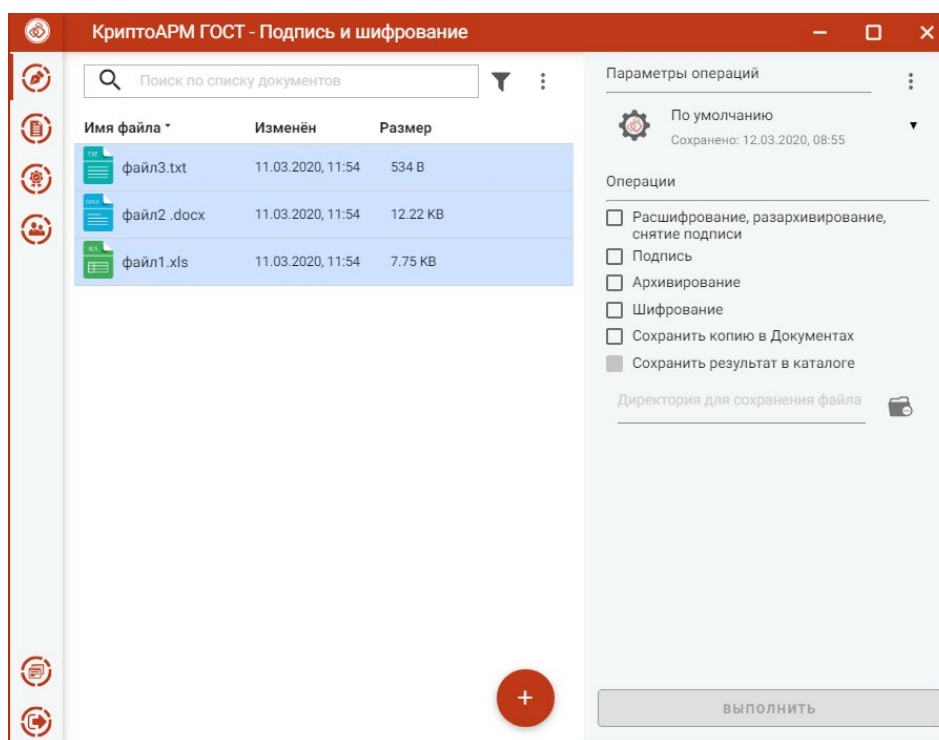 КриптоАРМ ГОСТ - Подпись и шифрование
Поиск по списку документов
Имя файла Изменён Размер
TXT
файл3.txt 11.03.2020, 11:54 534 B
DOCX
файл2 .docx 11.03.2020, 11:54 12.22 KB
XLS
файл1.xls 11.03.2020, 11:54 7.75 KB
Параметры операций
По умолчанию
Сохранено: 12.03.2020, 08:55
Операции
Расшифрование, разархивирование,
снятие подписи
Подпись
Архивирование
Шифрование
Сохранить копию в Документах
Сохранить результат в каталоге
Директория для сохранения файла
ВЫПОЛНИТЬ